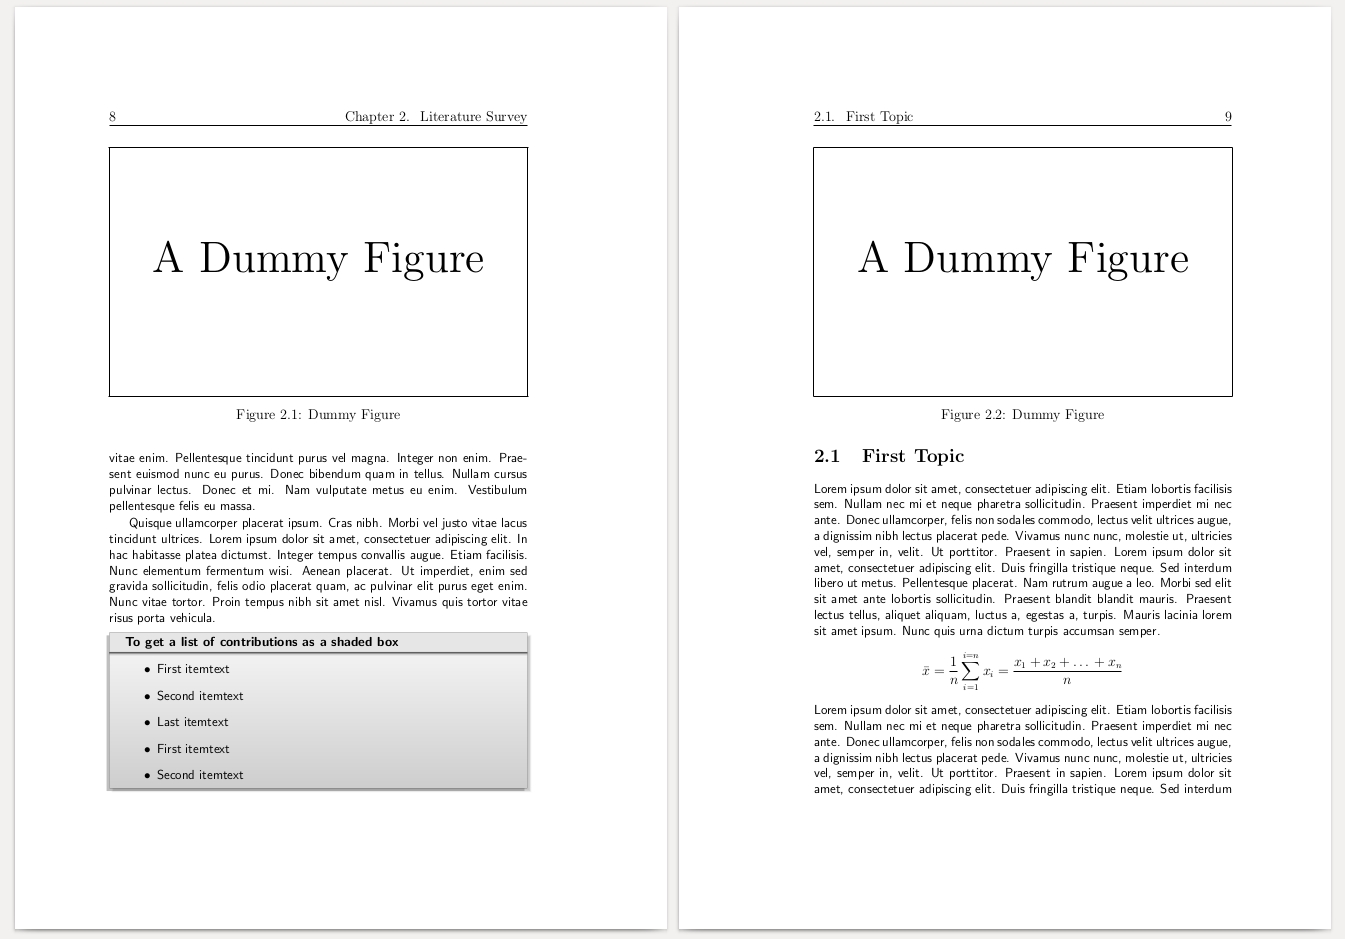 8 Chapter 2. Literature Survey
A Dummy Figure
Figure 2.1: Dummy Figure
vitae enim. Pellentesque tincidunt purus vel magna. Integer non enim. Prae-
sent euismod nunc eu purus. Donec bibendum quam in tellus. Nullam cursus
pulvinar lectus. Donec et mi. Nam vulputate metus eu enim. Vestibulum
pellentesque felis eu massa.
Quisque ullamcorper placerat ipsum. Cras nibh. Morbi vel justo vitae lacus
tincidunt ultrices. Lorem ipsum dolor sit amet, consectetuer adipiscing elit. In
hac habitasse platea dictumst. Integer tempus convallis augue. Etiam facilisis.
Nunc elementum fermentum wisi. Aenean placerat. Ut imperdiet, enim sed
gravida sollicitudin, felis odio placerat quam, ac pulvinar elit purus eget enim.
Nunc vitae tortor. Proin tempus nibh sit amet nisl. Vivamus quis tortor vitae
risus porta vehicula.
To get a list of contributions as a shaded box
• First itemtext
• Second itemtext
• Last itemtext
• First itemtext
• Second itemtext
2.1. First Topic 9
A Dummy Figure
Figure 2.2: Dummy Figure
2.1 First Topic
Lorem ipsum dolor sit amet, consectetuer adipiscing elit. Etiam lobortis facilisis
sem. Nullam nec mi et neque pharetra sollicitudin. Praesent imperdiet mi nec
ante. Donec ullamcorper, felis non sodales commodo, lectus velit ultrices augue,
a dignissim nibh lectus placerat pede. Vivamus nunc nunc, molestie ut, ultricies
vel, semper in, velit. Ut porttitor. Praesent in sapien. Lorem ipsum dolor sit
amet, consectetuer adipiscing elit. Duis fringilla tristique neque. Sed interdum
libero ut metus. Pellentesque placerat. Nam rutrum augue a leo. Morbi sed elit
sit amet ante lobortis sollicitudin. Praesent blandit blandit mauris. Praesent
lectus tellus, aliquet aliquam, luctus a, egestas a, turpis. Mauris lacinia lorem
sit amet ipsum. Nunc quis urna dictum turpis accumsan semper.
x̄ = 1/n ∑_{i=1}^{i=n} x_i = (x_1 + x_2 + … + x_n)/n
Lorem ipsum dolor sit amet, consectetuer adipiscing elit. Etiam lobortis facilisis
sem. Nullam nec mi et neque pharetra sollicitudin. Praesent imperdiet mi nec
ante. Donec ullamcorper, felis non sodales commodo, lectus velit ultrices augue,
a dignissim nibh lectus placerat pede. Vivamus nunc nunc, molestie ut, ultricies
vel, semper in, velit. Ut porttitor. Praesent in sapien. Lorem ipsum dolor sit
amet, consectetuer adipiscing elit. Duis fringilla tristique neque. Sed interdum